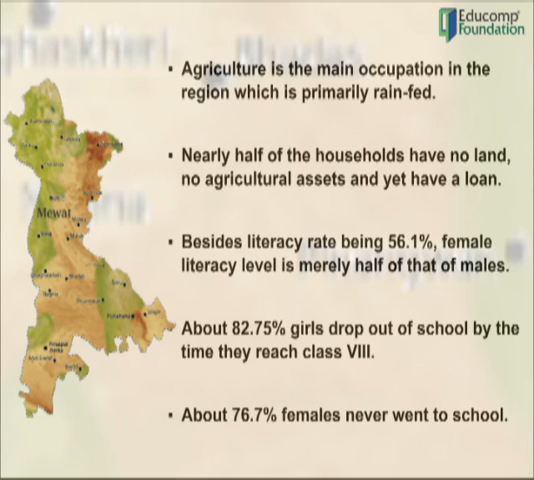 Educomp
Foundation
• Agriculture is the main occupation in the
region which is primarily rain-fed.
• Nearly half of the households have no land,
no agricultural assets and yet have a loan.
Mewat
• Besides literacy rate being 56.1%, female
literacy level is merely half of that of males.
About 82.75% girls drop out of school by the
time they reach class VIII.
• About 76.7% females never went to school.